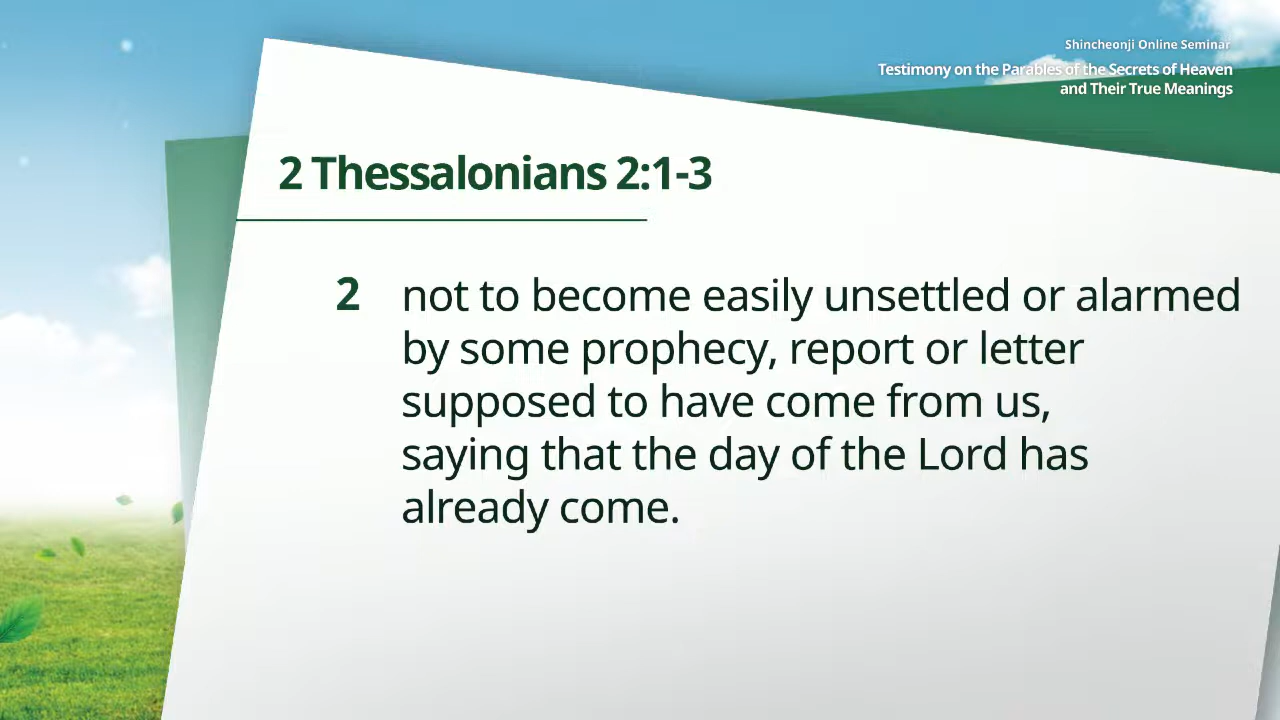 Shincheonji Online Seminar
Testimony on the Parables of the Secrets of Heaven
and Their True Meanings
2 Thessalonians 2:1-3
2 not to become easily unsettled or alarmed
by some prophecy, report or letter
supposed to have come from us,
saying that the day of the Lord has
already come.